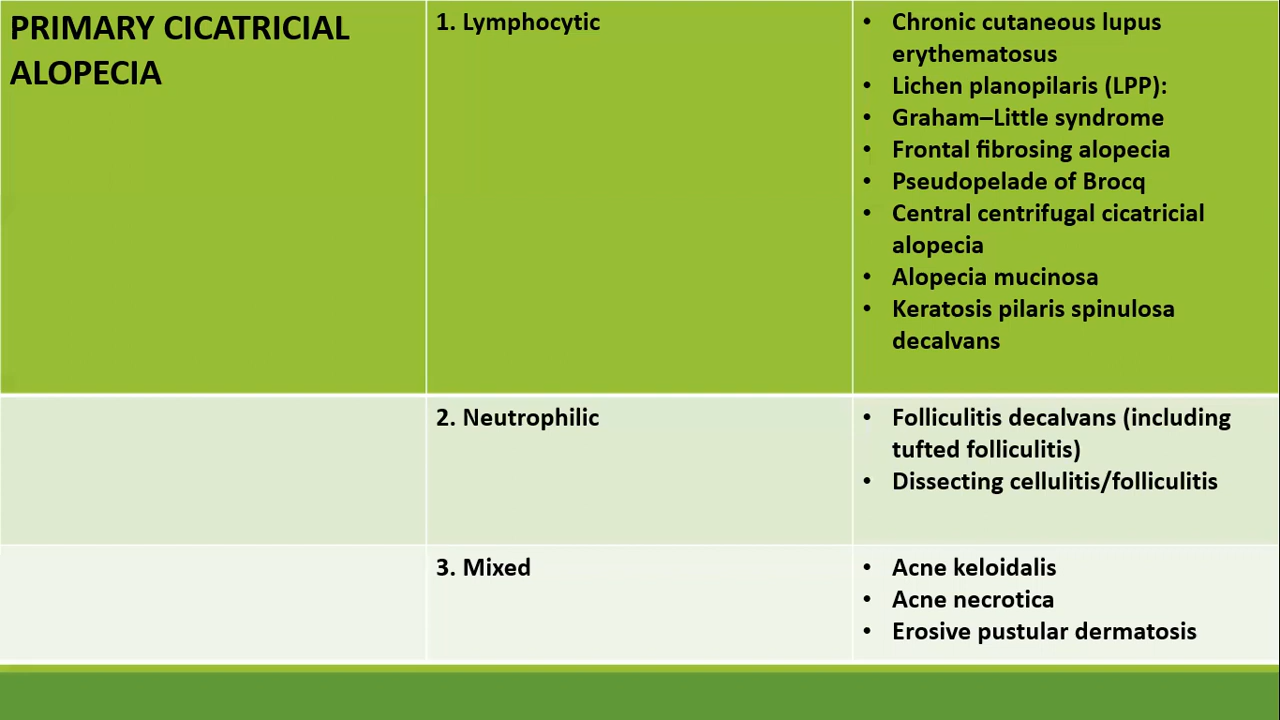 PRIMARY CICATRICIAL
ALOPECIA
1. Lymphocytic
• Chronic cutaneous lupus
erythematosus
• Lichen planopilaris (LPP):
• Graham–Little syndrome
• Frontal fibrosing alopecia
• Pseudopelade of Brocq
• Central centrifugal cicatricial
alopecia
• Alopecia mucinosa
• Keratosis pilaris spinulosa
decalvans
2. Neutrophilic
• Folliculitis decalvans (including
tufted folliculitis)
• Dissecting cellulitis/folliculitis
3. Mixed
• Acne keloidalis
• Acne necrotica
• Erosive pustular dermatosis